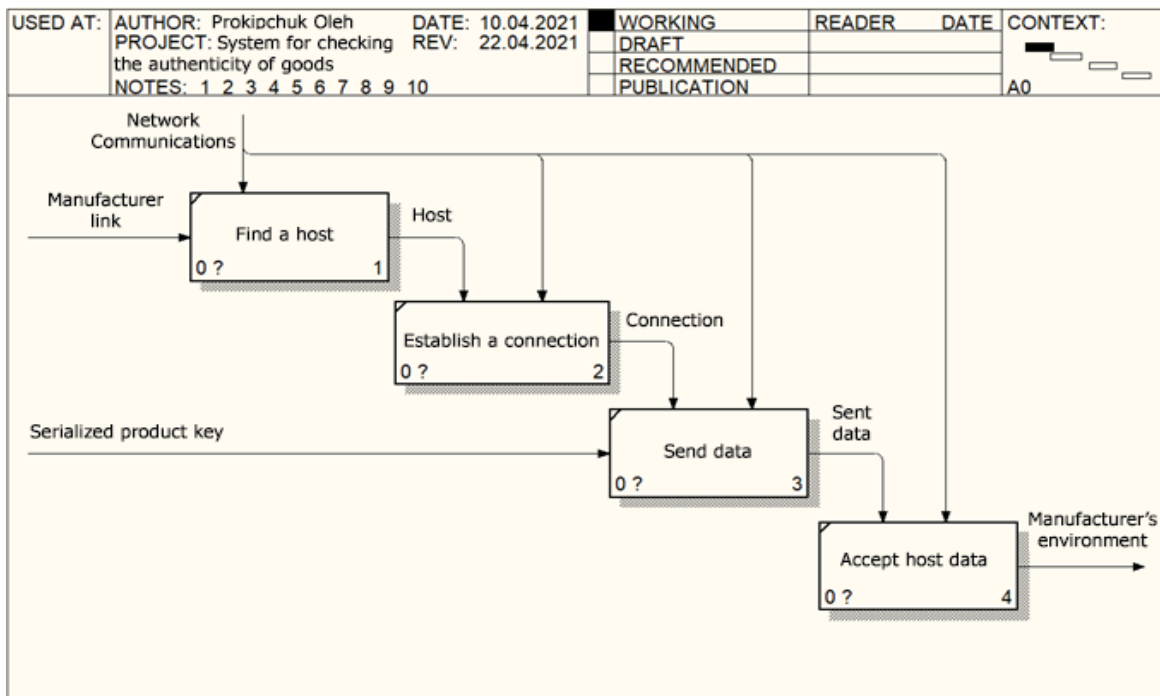 USED AT:
AUTHOR: Prokipchuk Oleh
DATE: 10.04.2021
PROJECT: System for checking
REV: 22.04.2021
the authenticity of goods
NOTES: 1 2 3 4 5 6 7 8 9 10
WORKING
DRAFT
RECOMMENDED
PUBLICATION
READER
DATE
CONTEXT:
A0
Network
Communications
Manufacturer
link
Find a host
0 ?
1
Host
Establish a connection
0 ?
2
Connection
Serialized product key
Send data
0 ?
3
Sent
data
Accept host data
0 ?
4
Manufacturer's
environment